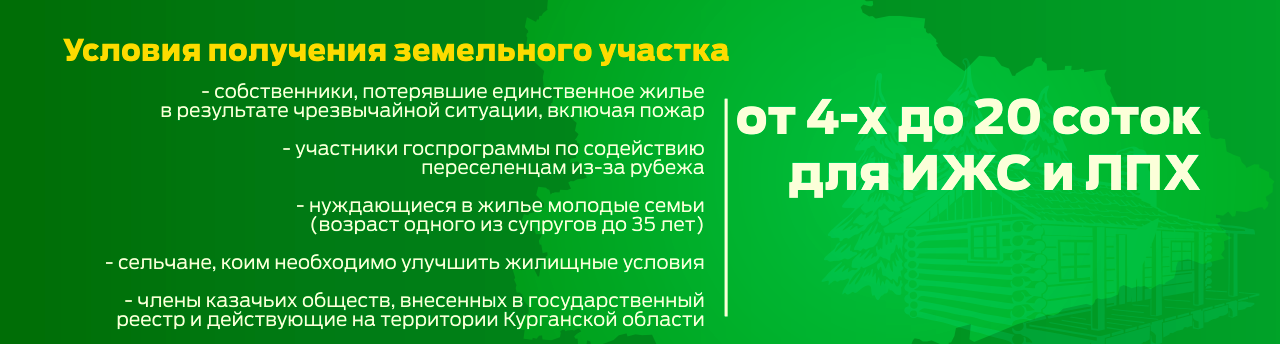 Условия получения земельного участка
- собственники, потерявшие единственное жилье
в результате чрезвычайной ситуации, включая пожар
- участники госпрограммы по содействию
переселенцам из-за рубежа
- нуждающиеся в жилье молодые семьи
(возраст одного из супругов до 35 лет)
- сельчане, коим необходимо улучшить жилищные условия
- члены казачьих обществ, внесенных в государственный
реестр и действующие на территории Курганской области
от 4-х до 20 соток
для ИЖС и ЛПХ